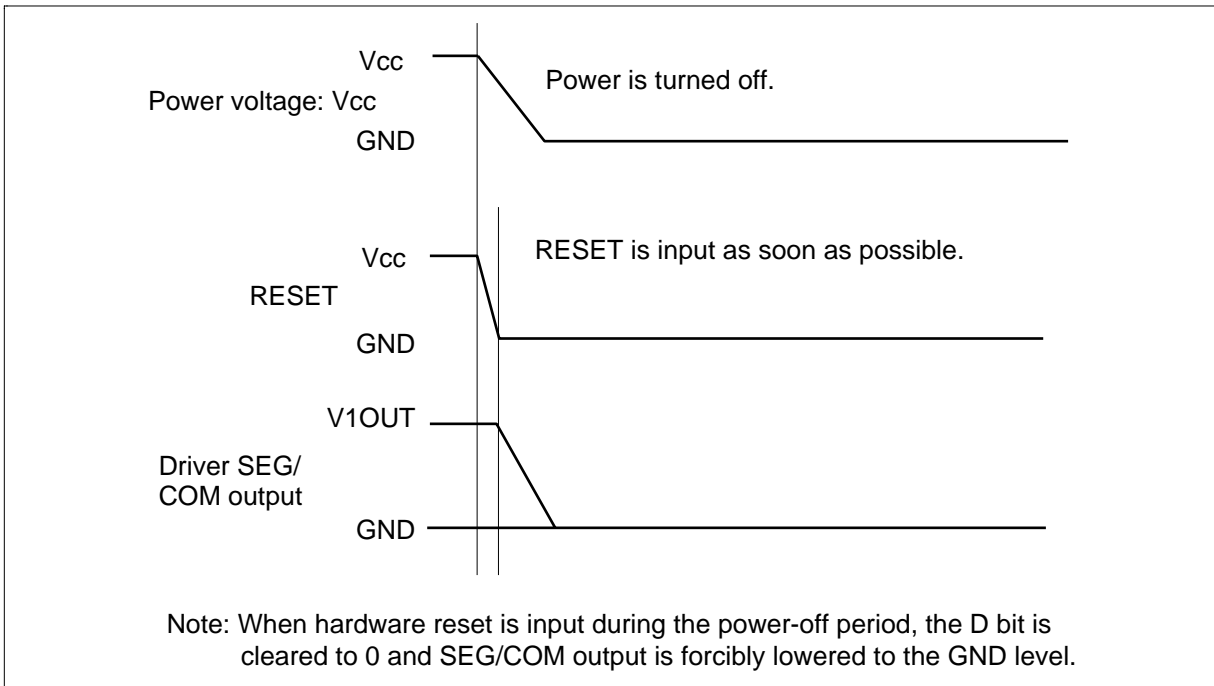 Vcc
Power is turned off.
Power voltage: Vcc
GND
RESET is input as soon as possible.
Vcc
RESET
GND
V1OUT
Driver SEG/
COM output
GND
Note: When hardware reset is input during the power-off period, the D bit is
cleared to 0 and SEG/COM output is forcibly lowered to the GND level.